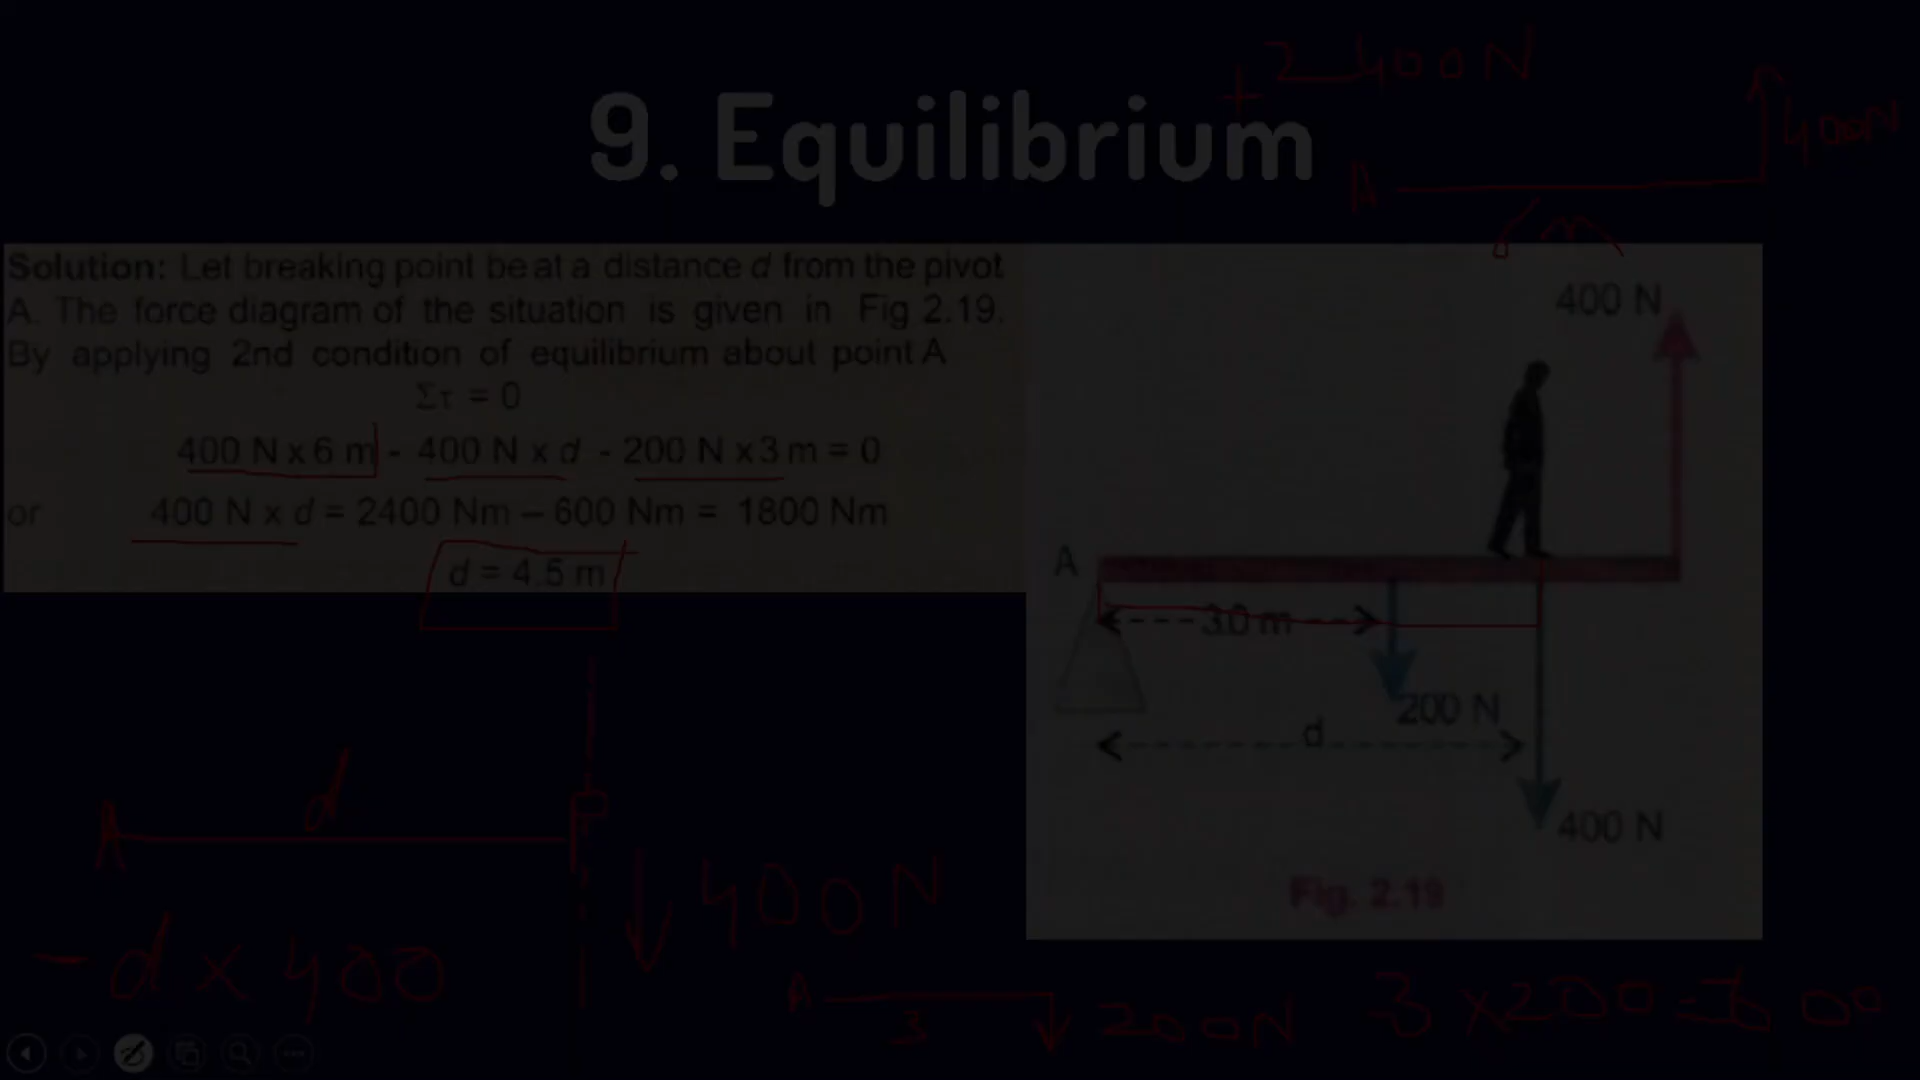 +2400N
9. Equilibrium
400N
A
6m
Solution: Let breaking point be at a distance d from the pivot
A. The force diagram of the situation is given in Fig 2.19.
By applying 2nd condition of equilibrium about point A
Στ = 0
400 N x 6 m - 400 N x d - 200 N x 3 m = 0
or 400 N x d = 2400 Nm – 600 Nm = 1800 Nm
d = 4.5 m
400 N
A
3.0 m
200 N
d
400 N
Fig. 2.19
d
A P
400N
- d x 400
A
3
200N
3 x 200 = 600